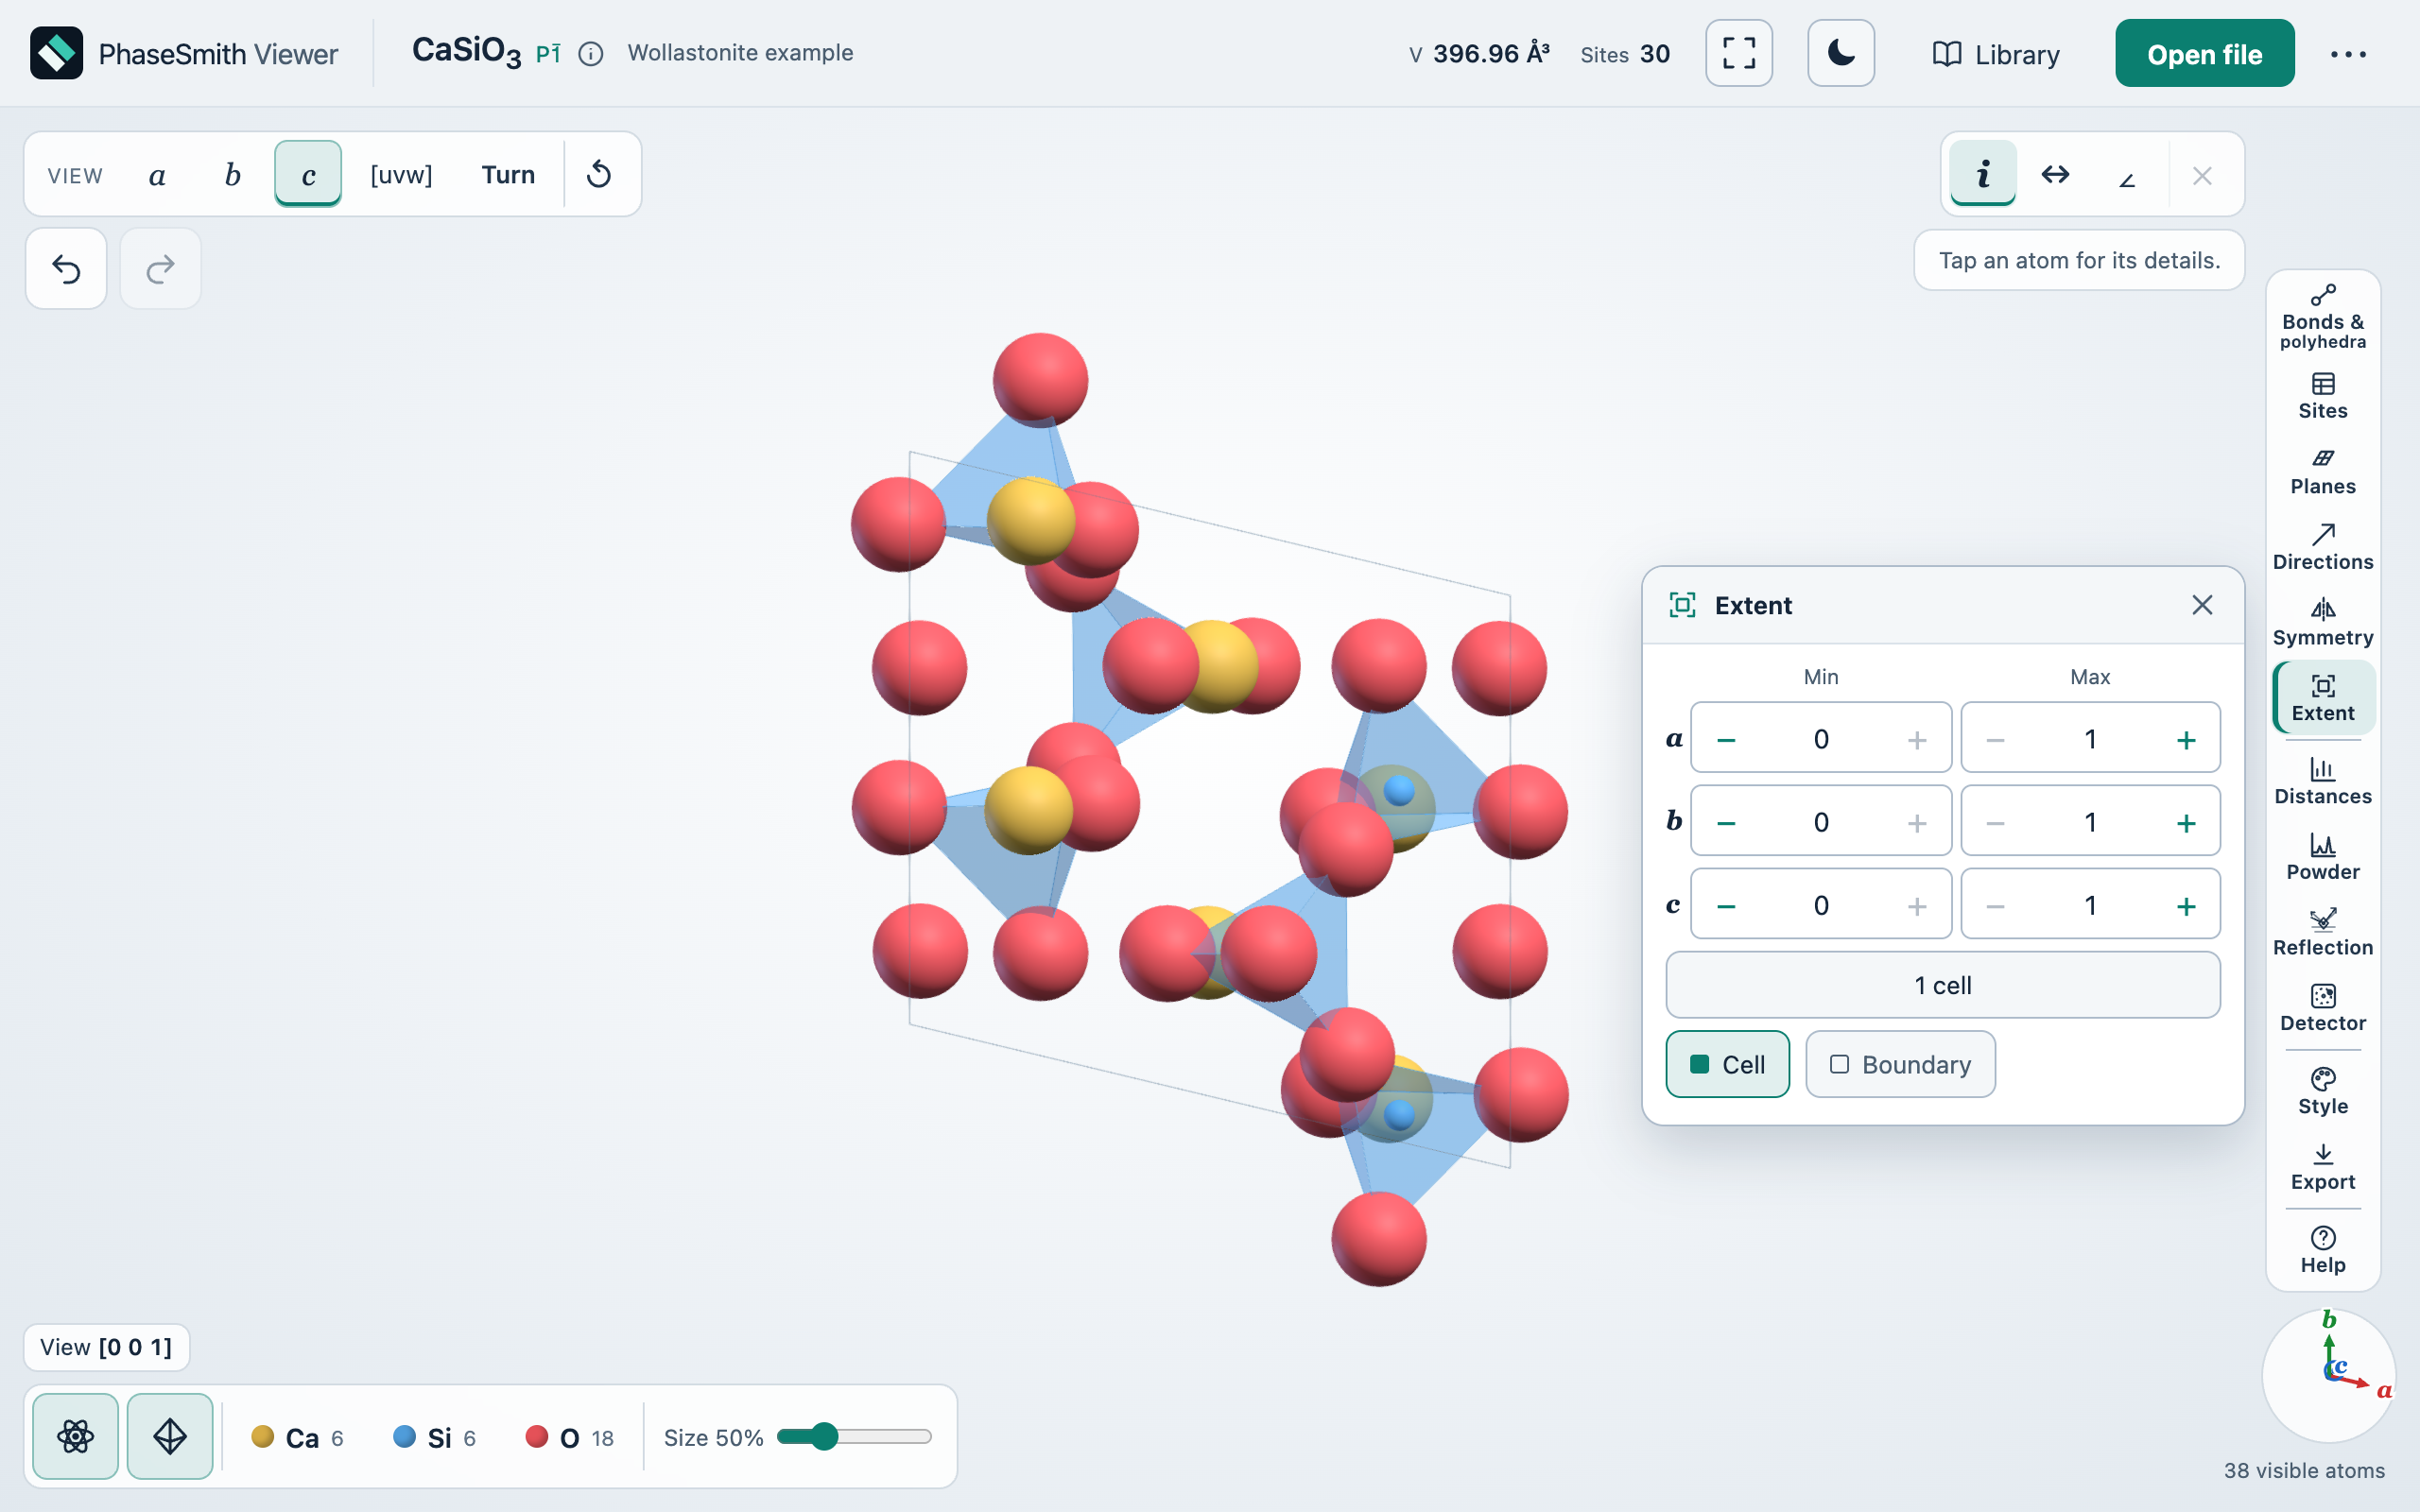 PhaseSmith Viewer
CaSiO3 P1̄ Wollastonite example
V 396.96 Å³ Sites 30
Library
Open file
VIEW a b c [uvw] Turn
i
Tap an atom for its details.
Bonds &
polyhedra
Sites
Planes
Directions
Symmetry
Extent
Distances
Powder
Reflection
Detector
Style
Export
Help
Extent
Min Max
a − 0 + − 1 +
b − 0 + − 1 +
c − 0 + − 1 +
1 cell
Cell Boundary
View [0 0 1]
Ca 6 Si 6 O 18 Size 50%
b
c
a
38 visible atoms